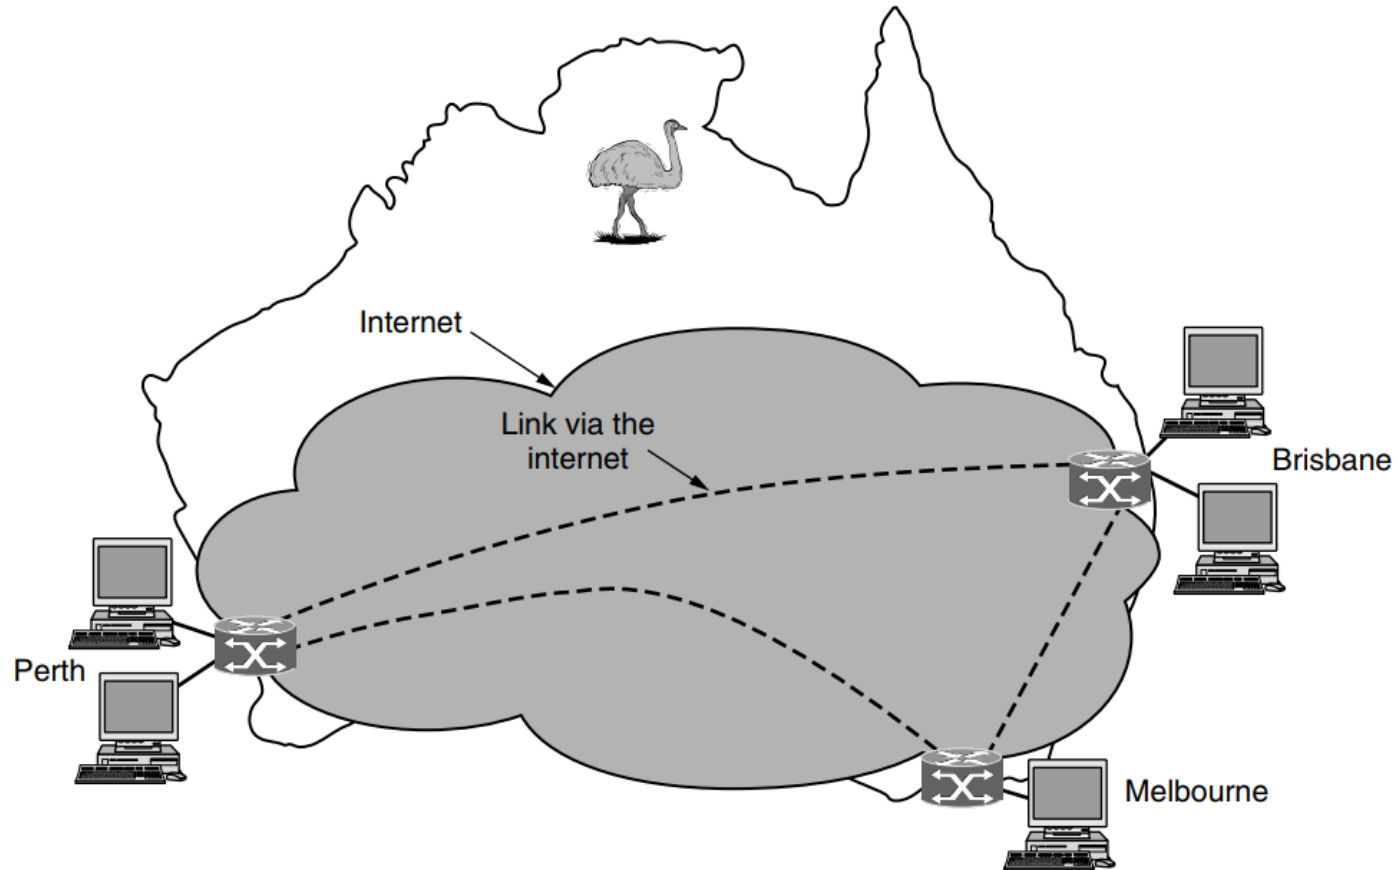 Internet
Link via the
internet
Brisbane
Perth
Melbourne